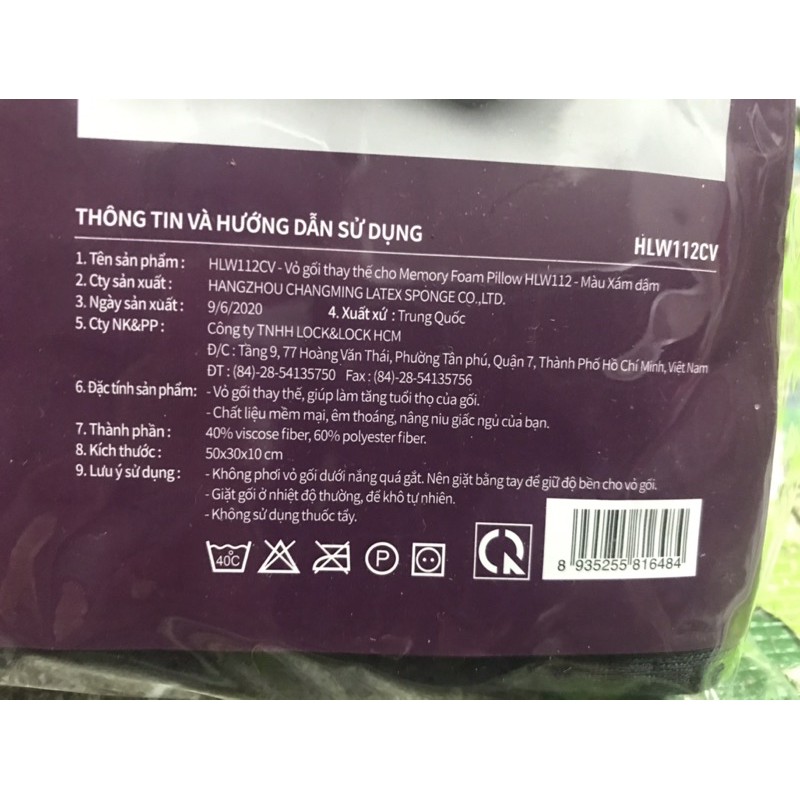 THÔNG TIN VÀ HƯỚNG DẪN SỬ DỤNG
HLW112CV
1. Tên sản phẩm : HLW112CV - Vỏ gối thay thế cho Memory Foam Pillow HLW112 - Màu Xám đậm
2. Cty sản xuất : HANGZHOU CHANGMING LATEX SPONGE CO.,LTD.
3. Ngày sản xuất : 9/6/2020 4. Xuất xứ : Trung Quốc
5. Cty NK&PP : Công ty TNHH LOCK&LOCK HCM
Đ/C : Tầng 9, 77 Hoàng Văn Thái, Phường Tân phú, Quận 7, Thành Phố Hồ Chí Minh, Việt Nam
ĐT : (84)-28-54135750 Fax : (84)-28-54135756
6. Đặc tính sản phẩm: - Vỏ gối thay thế, giúp làm tăng tuổi thọ của gối.
- Chất liệu mềm mại, êm thoáng, nâng niu giấc ngủ của bạn.
7. Thành phần : 40% viscose fiber, 60% polyester fiber.
8. Kích thước : 50x30x10 cm
9. Lưu ý sử dụng : - Không phơi vỏ gối dưới nắng quá gắt. Nên giặt bằng tay để giữ độ bền cho vỏ gối.
- Giặt gối ở nhiệt độ thường, để khô tự nhiên.
- Không sử dụng thuốc tẩy.
40°C P
8 935255 816484